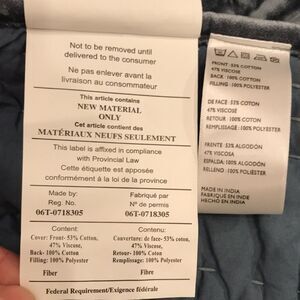 Not to be removed until
delivered to the consumer
Ne pas enlever avant la
livraison au consommateur
This article contains
NEW MATERIAL
ONLY
Cet article contient des
MATÉRIAUX NEUFS SEULEMENT
This label is affixed in compliance
with Provincial Law
Cette étiquette est apposée
conformément à la loi de la province
Made by:
Reg. No.
06T-0718305
Fabriqué par
N° de permis
06T-0718305
Content:
Cover: Front- 53% Cotton,
47% Viscose,
Back- 100% Cotton
Filling: 100% Polyester
Fiber
Contenu:
Couverture: de face- 53% coton,
47% Viscose,
Retour- 100% Coton
Remplissage: 100% Polyester
Fibre
Federal Requirement/Exigence fédérale
FRONT: 53% COTTON
47% VISCOSE
BACK: 100% COTTON
FILLING: 100% POLYESTER
DE FACE: 53% COTON
47% VISCOSE
RETOUR: 100% COTON
REMPLISSAGE: 100% POLYESTER
FRENTE: 53% ALGODÓN
47% VISCOSA
ESPALDA: 100% ALGODÓN
RELLENO: 100% POLIÉSTER
MADE IN INDIA
FABRIQUÉ EN INDE
HECHO EN INDIA